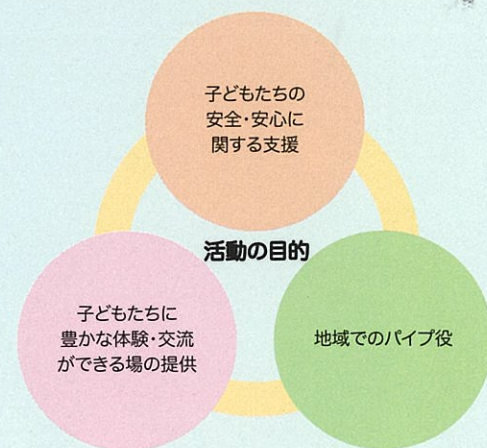 子どもたちの
安全・安心に
関する支援
活動の目的
子どもたちに
豊かな体験・交流
ができる場の提供
地域でのパイプ役